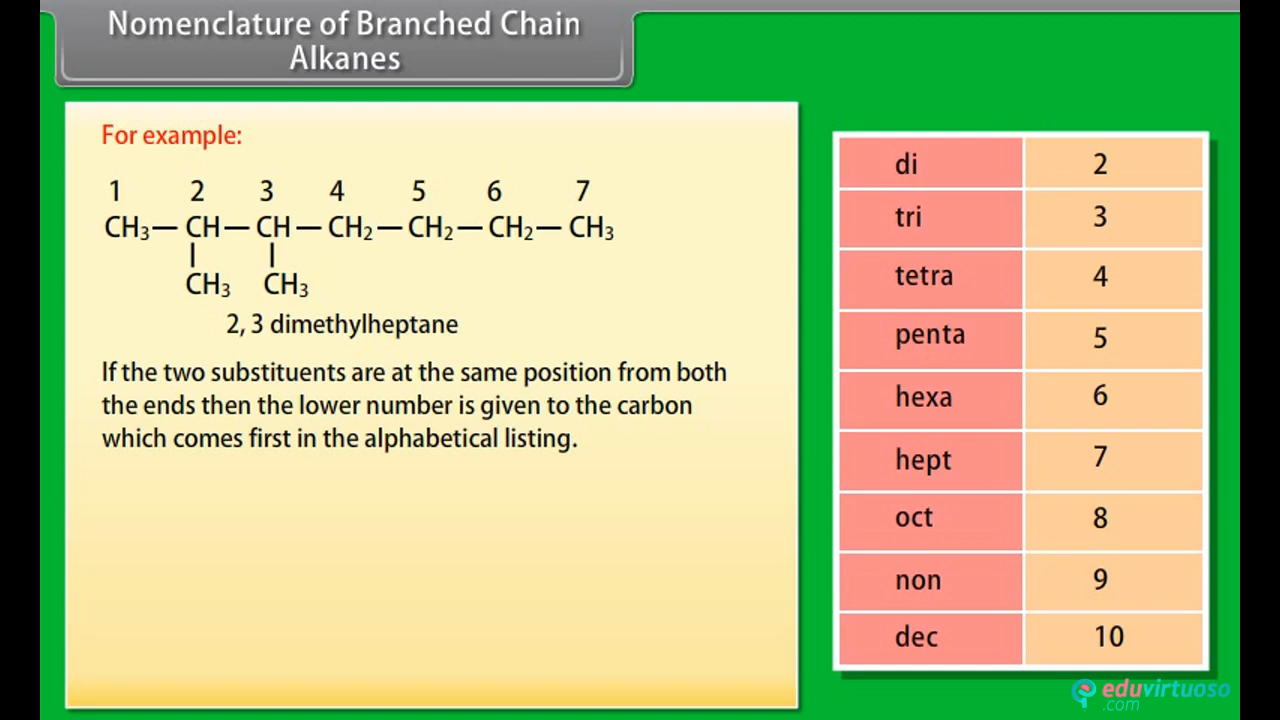 Nomenclature of Branched Chain
Alkanes
For example:
1 2 3 4 5 6 7
CH₃—CH—CH—CH₂—CH₂—CH₂—CH₃
| |
CH₃ CH₃
2, 3 dimethylheptane
If the two substituents are at the same position from both
the ends then the lower number is given to the carbon
which comes first in the alphabetical listing.
di 2
tri 3
tetra 4
penta 5
hexa 6
hept 7
oct 8
non 9
dec 10
eduvirtuoso
.com